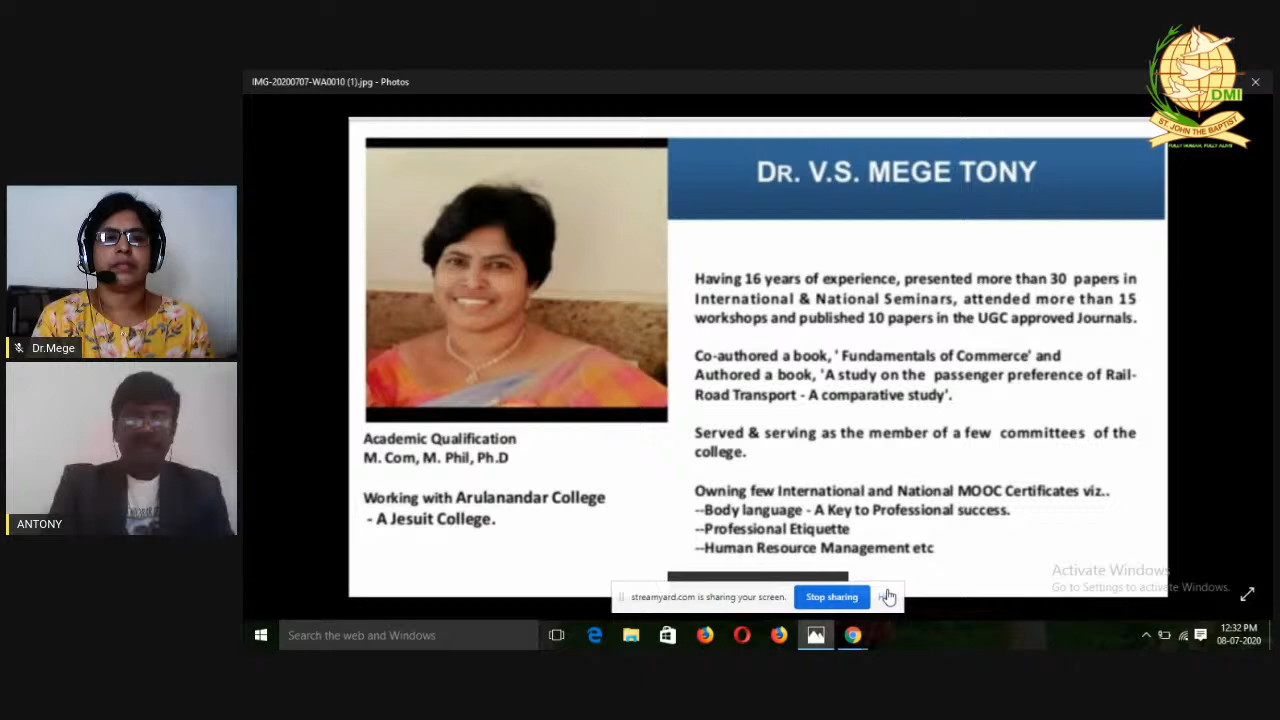 IMG-20200707-WA0010 (1).jpg - Photos
DMI
ST. JOHN THE BAPTIST
FULLY HUMAN, FULLY ALIVE
DR. V.S. MEGE TONY
Having 16 years of experience, presented more than 30 papers in
International & National Seminars, attended more than 15
workshops and published 10 papers in the UGC approved Journals.
Co-authored a book, ' Fundamentals of Commerce' and
Authored a book, 'A study on the passenger preference of Rail-
Road Transport - A comparative study'.
Served & serving as the member of a few committees of the
college.
Owning few International and National MOOC Certificates viz..
--Body language - A Key to Professional success.
--Professional Etiquette
--Human Resource Management etc
Academic Qualification
M. Com, M. Phil, Ph.D
Working with Arulanandar College
- A Jesuit College.
Dr.Mege
ANTONY
Activate Windows
Go to Settings to activate Windows.
streamyard.com is sharing your screen.
Stop sharing
Search the web and Windows
12:32 PM
08-07-2020